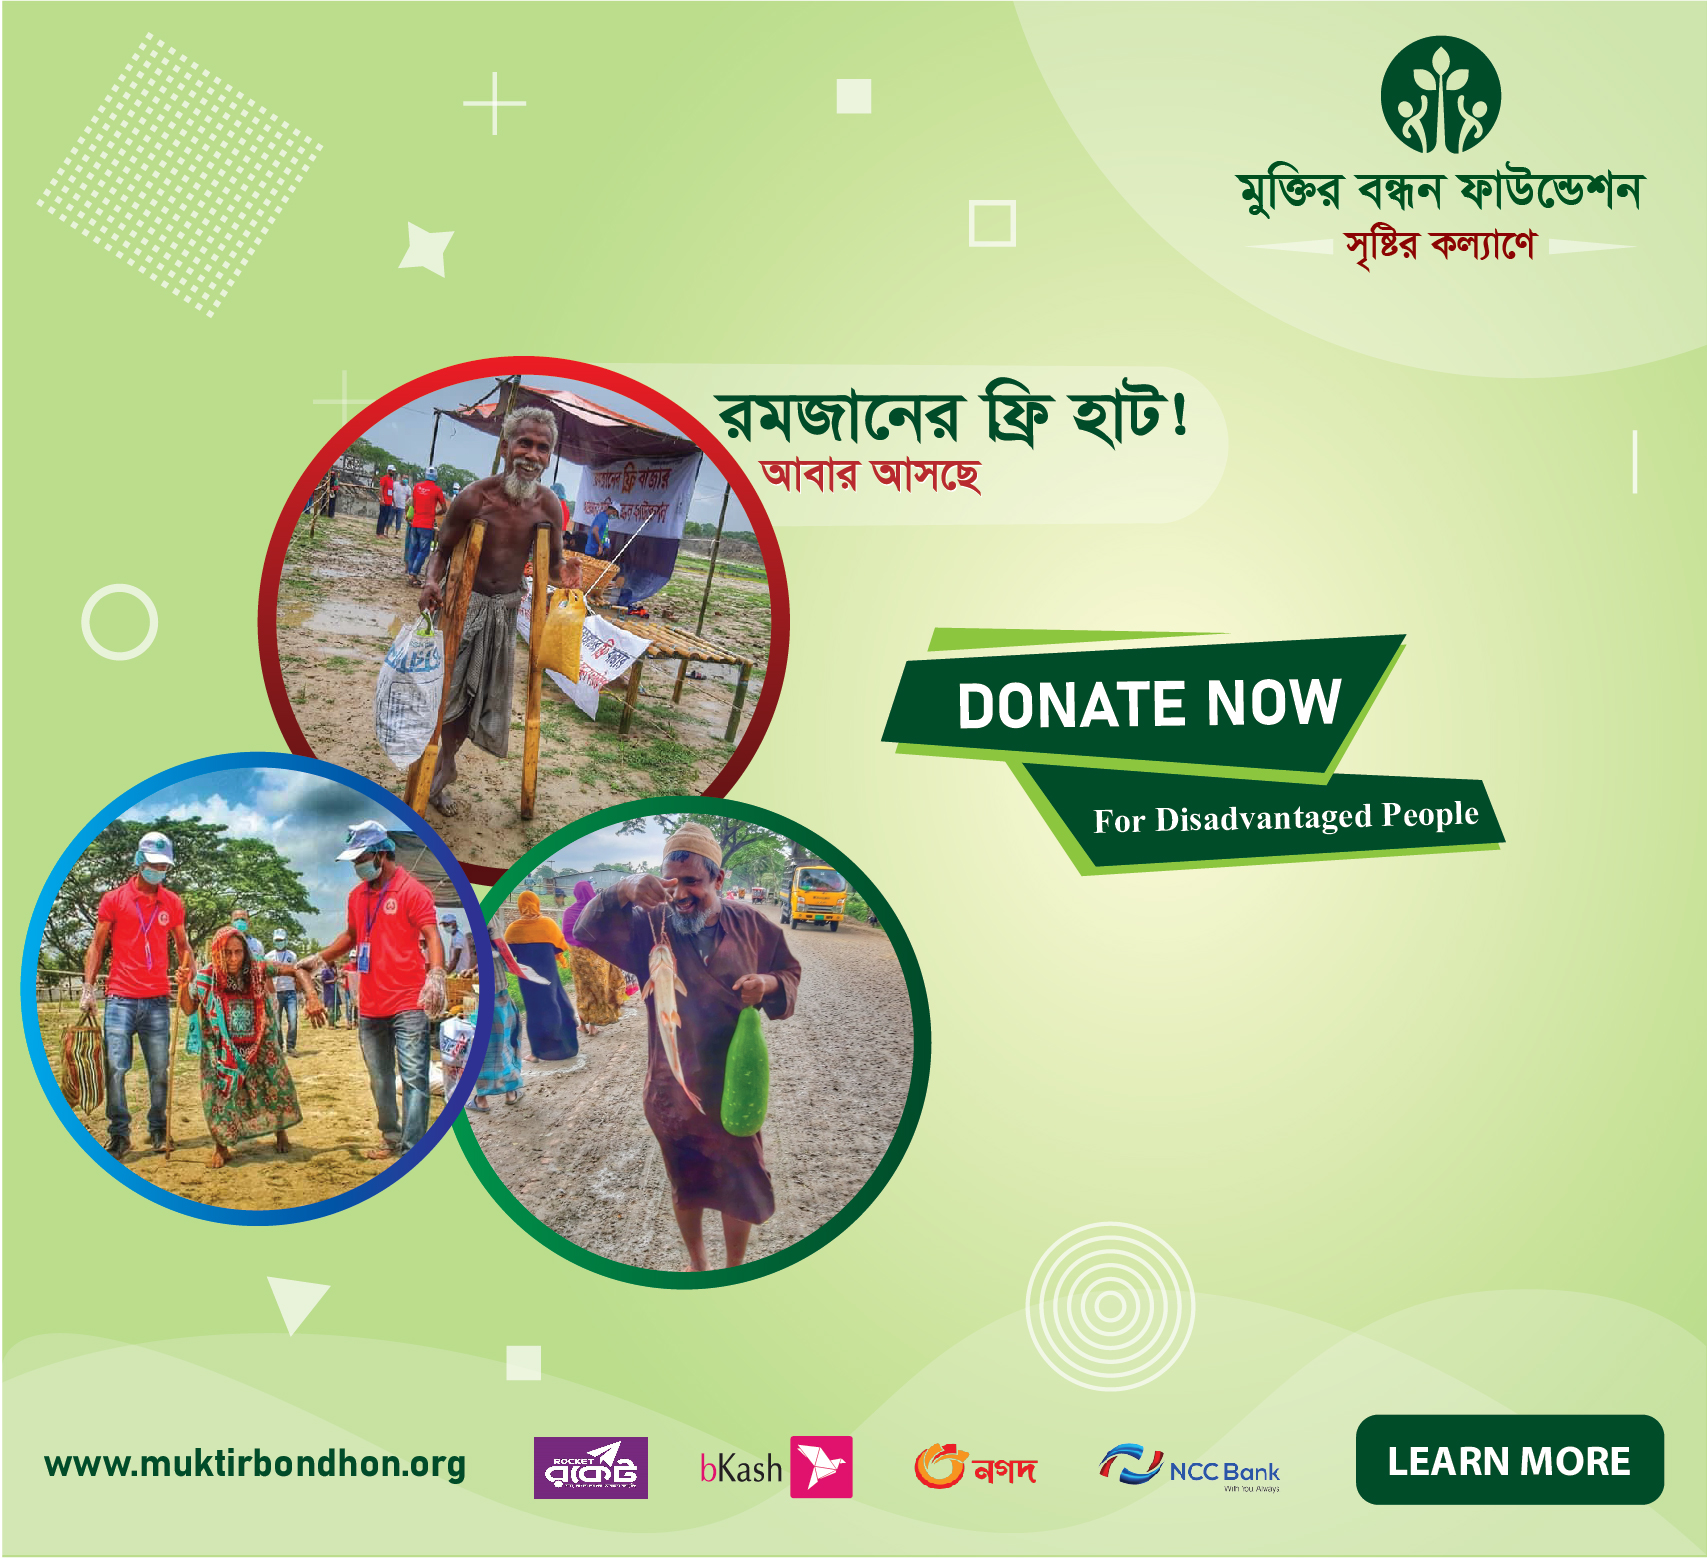 মুক্তির বন্ধন ফাউন্ডেশন
সৃষ্টির কল্যাণে
রমজানের ফ্রি হাট!
আবার আসছে
ফ্রি বাজার
DONATE NOW
For Disadvantaged People
www.muktirbondhon.org
ROCKET
রকেট
bKash
নগদ
NCC Bank
With You Always
LEARN MORE